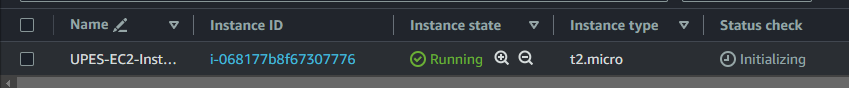 Name Instance ID Instance state Instance type Status check
UPES-EC2-Inst... i-068177b8f67307776 Running t2.micro Initializing